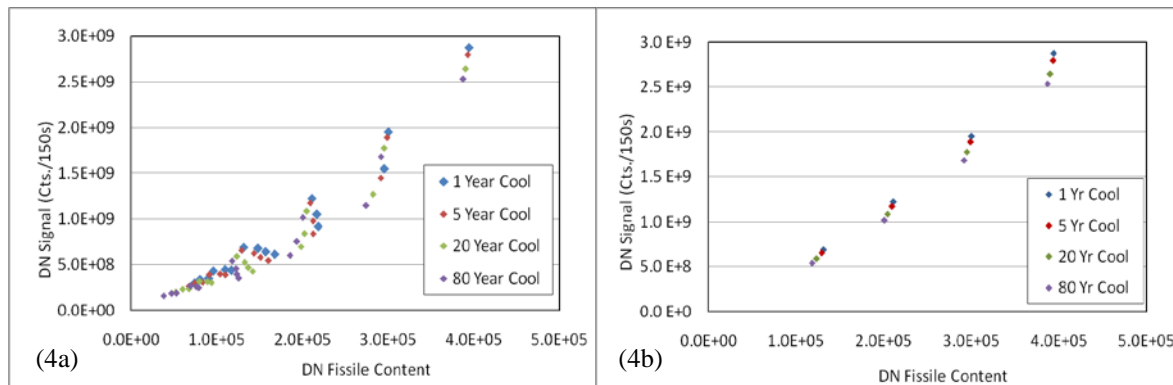 3.0E+09
2.5E+09
2.0E+09
1.5E+09
1.0E+09
5.0E+08
0.0E+00
DN Signal (Cts./150s)
1 Year Cool
5 Year Cool
20 Year Cool
80 Year Cool
0.0E+00 1.0E+05 2.0E+05 3.0E+05 4.0E+05 5.0E+05
(4a)
DN Fissile Content
3.0 E+9
2.5 E+9
2.0 E+9
1.5 E+9
1.0 E+9
5.0 E+8
0.0E+00
DN Signal (Cts./150s)
1 Yr Cool
5 Yr Cool
20 Yr Cool
80 Yr Cool
0.0E+00 1.0E+05 2.0E+05 3.0E+05 4.0E+05 5.0E+05
(4b)
DN Fissile Content